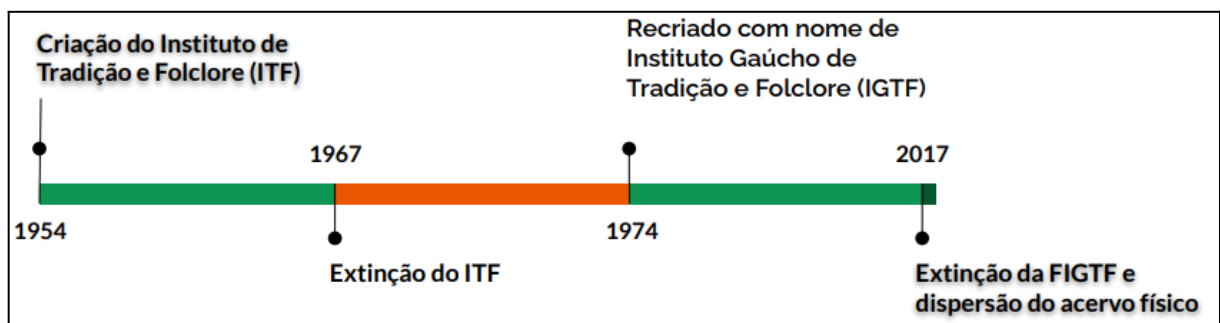 Criação do Instituto de
Tradição e Folclore (ITF)
Recriado com nome de
Instituto Gaúcho de
Tradição e Folclore (IGTF)
1967
2017
1954
1974
Extinção do ITF
Extinção da FIGTF e
dispersão do acervo físico